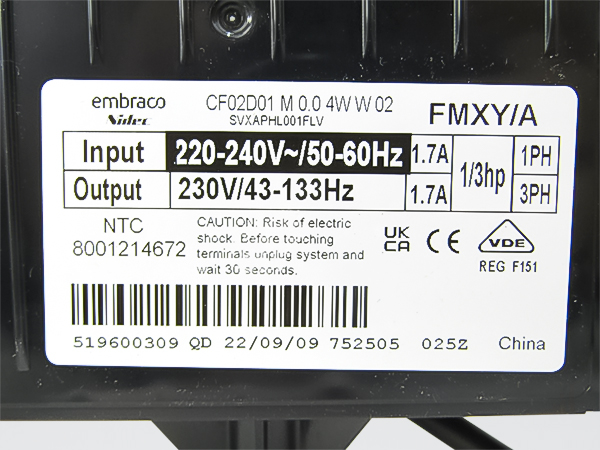 embraco
Nidec
CF02D01 M 0.0 4W W 02
SVXAPHL001FLV
FMXY/A
Input 220-240V~/50-60Hz 1.7A 1/3hp 1PH
Output 230V/43-133Hz 1.7A 3PH
NTC
8001214672
CAUTION: Risk of electric
shock. Before touching
terminals unplug system and
wait 30 seconds.
UK
CA
CE
VDE
REG F151
519600309 QD 22/09/09 752505 025Z China